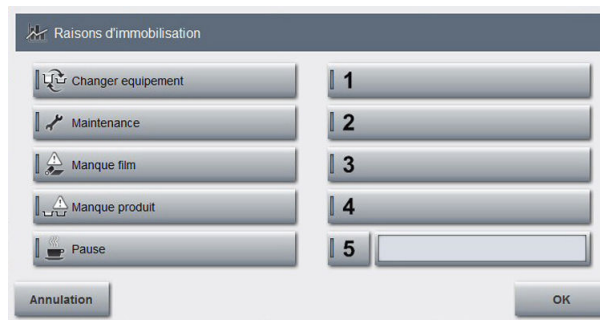 Raisons d'immobilisation
Changer equipement
Maintenance
Manque film
Manque produit
Pause
1
2
3
4
5
Annulation
OK